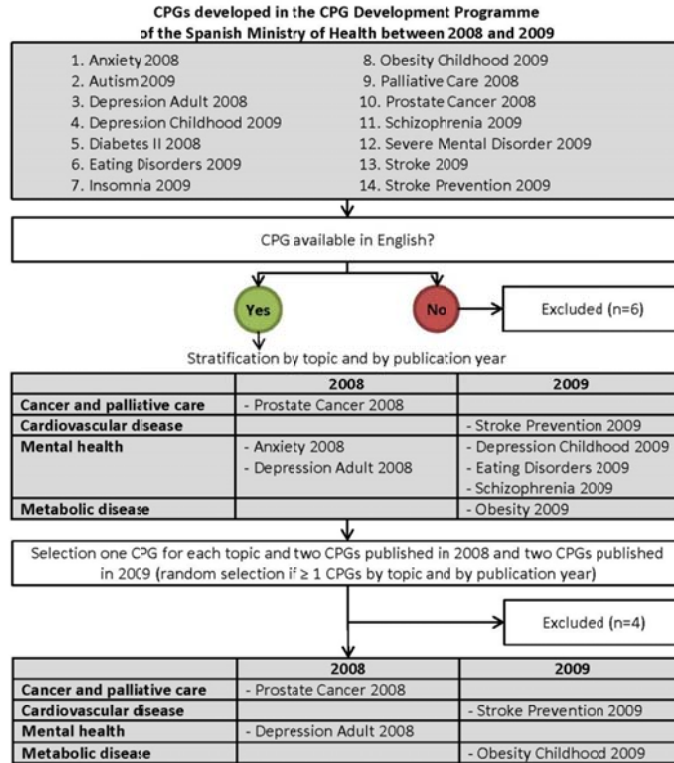 CPGs developed in the CPG Development Programme
of the Spanish Ministry of Health between 2008 and 2009
1. Anxiety 2008
2. Autism 2009
3. Depression Adult 2008
4. Depression Childhood 2009
5. Diabetes II 2008
6. Eating Disorders 2009
7. Insomnia 2009
8. Obesity Childhood 2009
9. Palliative Care 2008
10. Prostate Cancer 2008
11. Schizophrenia 2009
12. Severe Mental Disorder 2009
13. Stroke 2009
14. Stroke Prevention 2009
CPG available in English?
Yes
No
Excluded (n=6)
Stratification by topic and by publication year
2008 2009
Cancer and palliative care - Prostate Cancer 2008
Cardiovascular disease - Stroke Prevention 2009
Mental health - Anxiety 2008 - Depression Childhood 2009
- Depression Adult 2008 - Eating Disorders 2009
- Schizophrenia 2009
Metabolic disease - Obesity 2009
Selection one CPG for each topic and two CPGs published in 2008 and two CPGs published
in 2009 (random selection if ≥ 1 CPGs by topic and by publication year)
Excluded (n=4)
2008 2009
Cancer and palliative care - Prostate Cancer 2008
Cardiovascular disease - Stroke Prevention 2009
Mental health - Depression Adult 2008
Metabolic disease - Obesity Childhood 2009